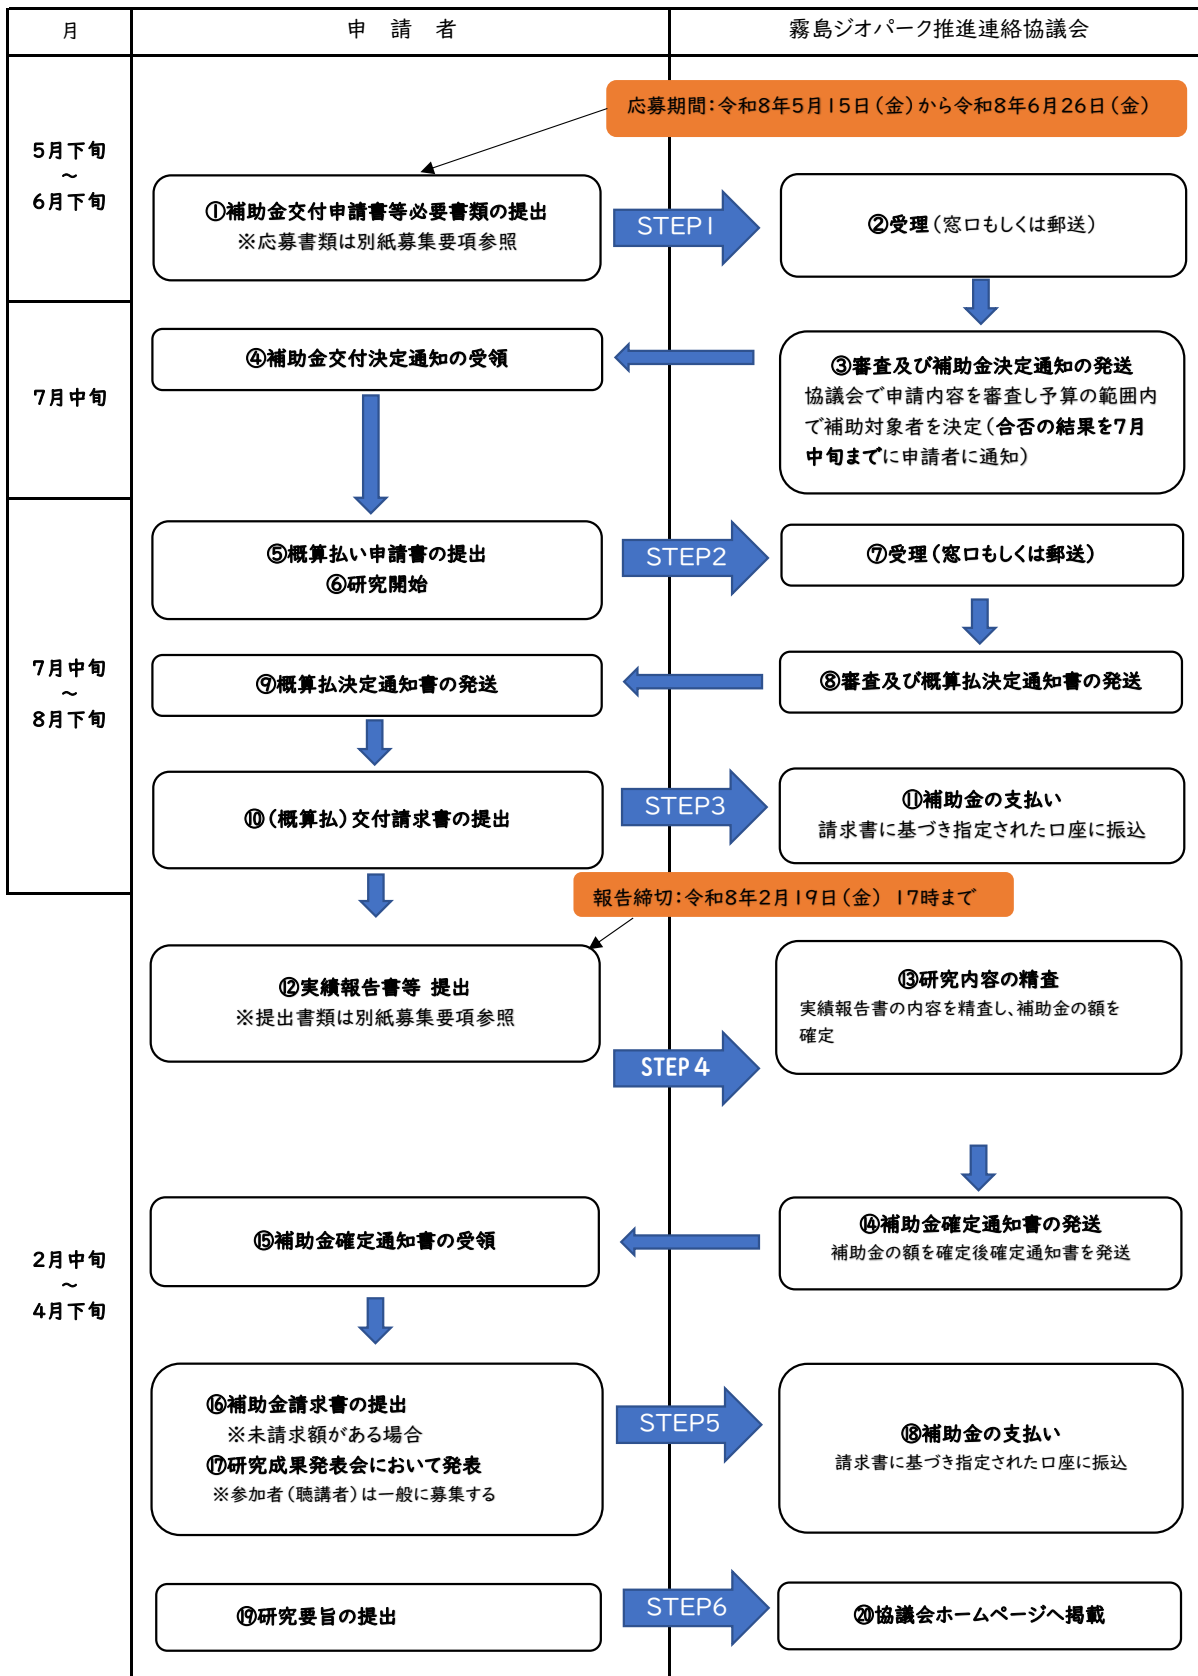 月
申　請　者
霧島ジオパーク推進連絡協議会
応募期間：令和8年5月15日（金）から令和8年6月26日（金）
5月下旬
～
6月下旬
①補助金交付申請書等必要書類の提出
※応募書類は別紙募集要項参照
STEP1
②受理（窓口もしくは郵送）
7月中旬
④補助金交付決定通知の受領
③審査及び補助金決定通知の発送
協議会で申請内容を審査し予算の範囲内
で補助対象者を決定（合否の結果を7月
中旬までに申請者に通知）
7月中旬
～
8月下旬
⑤概算払い申請書の提出
⑥研究開始
STEP2
⑦受理（窓口もしくは郵送）
⑨概算払決定通知書の発送
⑧審査及び概算払決定通知書の発送
⑩（概算払）交付請求書の提出
STEP3
⑪補助金の支払い
請求書に基づき指定された口座に振込
報告締切：令和8年2月19日（金） 17時まで
2月中旬
～
4月下旬
⑫実績報告書等 提出
※提出書類は別紙募集要項参照
STEP 4
⑬研究内容の精査
実績報告書の内容を精査し、補助金の額を
確定
⑮補助金確定通知書の受領
⑭補助金確定通知書の発送
補助金の額を確定後確定通知書を発送
⑯補助金請求書の提出
※未請求額がある場合
⑰研究成果発表会において発表
※参加者（聴講者）は一般に募集する
STEP5
⑱補助金の支払い
請求書に基づき指定された口座に振込
⑲研究要旨の提出
STEP6
⑳協議会ホームページへ掲載